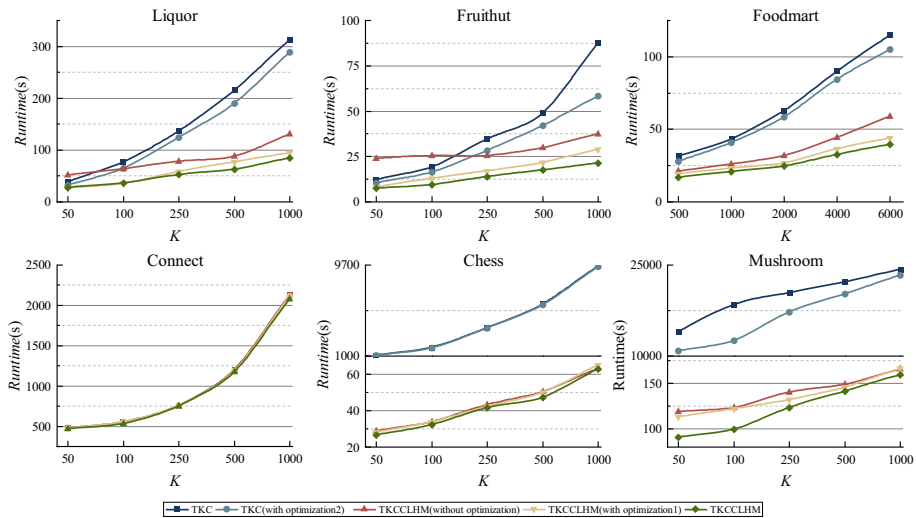 Liquor
Runtime(s)
300
200
100
0
50 100 250 500 1000
K
Fruithut
Runtime(s)
100
75
50
25
0
50 100 250 500 1000
K
Foodmart
Runtime(s)
100
50
0
500 1000 2000 4000 6000
K
Connect
Runtime(s)
2500
2000
1500
1000
500
50 100 250 500 1000
K
Chess
Runtime(s)
9700
1000
60
40
20
50 100 250 500 1000
K
Mushroom
Runtime(s)
25000
10000
150
100
50 100 250 500 1000
K
TKC TKC(with optimization2) TKCCLHM(without optimization) TKCCLHM(with optimization1) TKCCLHM